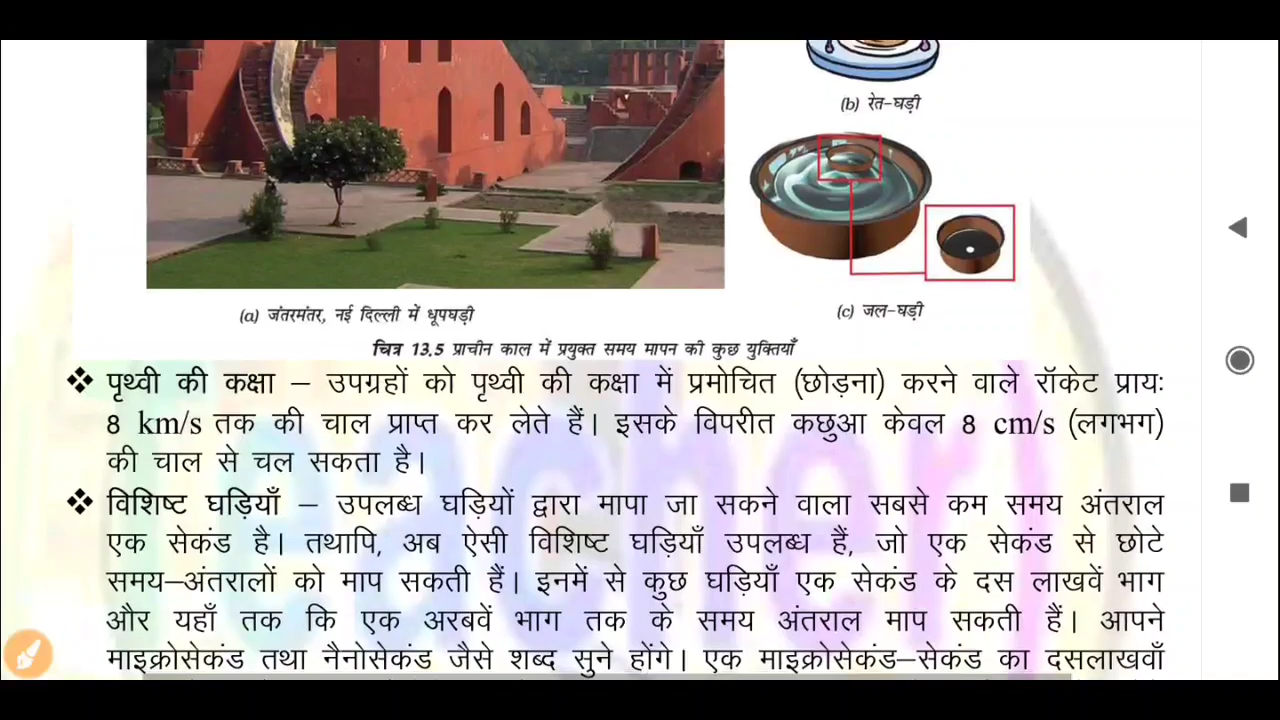 (b) रेत-घड़ी
(a) जंतरमंतर, नई दिल्ली में धूपघड़ी
(c) जल-घड़ी
चित्र 13.5 प्राचीन काल में प्रयुक्त समय मापन की कुछ युक्तियाँ
❖ पृथ्वी की कक्षा – उपग्रहों को पृथ्वी की कक्षा में प्रमोचित (छोड़ना) करने वाले रॉकेट प्रायः
8 km/s तक की चाल प्राप्त कर लेते हैं। इसके विपरीत कछुआ केवल 8 cm/s (लगभग)
की चाल से चल सकता है।
❖ विशिष्ट घड़ियाँ – उपलब्ध घड़ियों द्वारा मापा जा सकने वाला सबसे कम समय अंतराल
एक सेकंड है। तथापि, अब ऐसी विशिष्ट घड़ियाँ उपलब्ध हैं, जो एक सेकंड से छोटे
समय–अंतरालों को माप सकती हैं। इनमें से कुछ घड़ियाँ एक सेकंड के दस लाखवें भाग
और यहाँ तक कि एक अरबवें भाग तक के समय अंतराल माप सकती हैं। आपने
माइक्रोसेकंड तथा नैनोसेकंड जैसे शब्द सुने होंगे। एक माइक्रोसेकंड–सेकंड का दसलाखवाँ